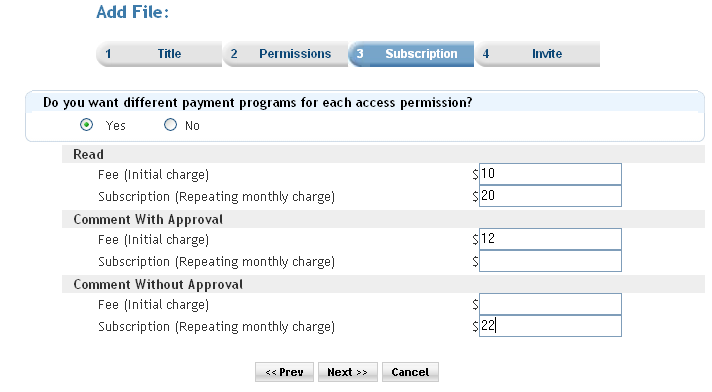 Add File:
1 Title 2 Permissions 3 Subscription 4 Invite
Do you want different payment programs for each access permission?
Yes No
Read
Fee (Initial charge) $10
Subscription (Repeating monthly charge) $20
Comment With Approval
Fee (Initial charge) $12
Subscription (Repeating monthly charge) $
Comment Without Approval
Fee (Initial charge) $
Subscription (Repeating monthly charge) $22
<< Prev Next >> Cancel